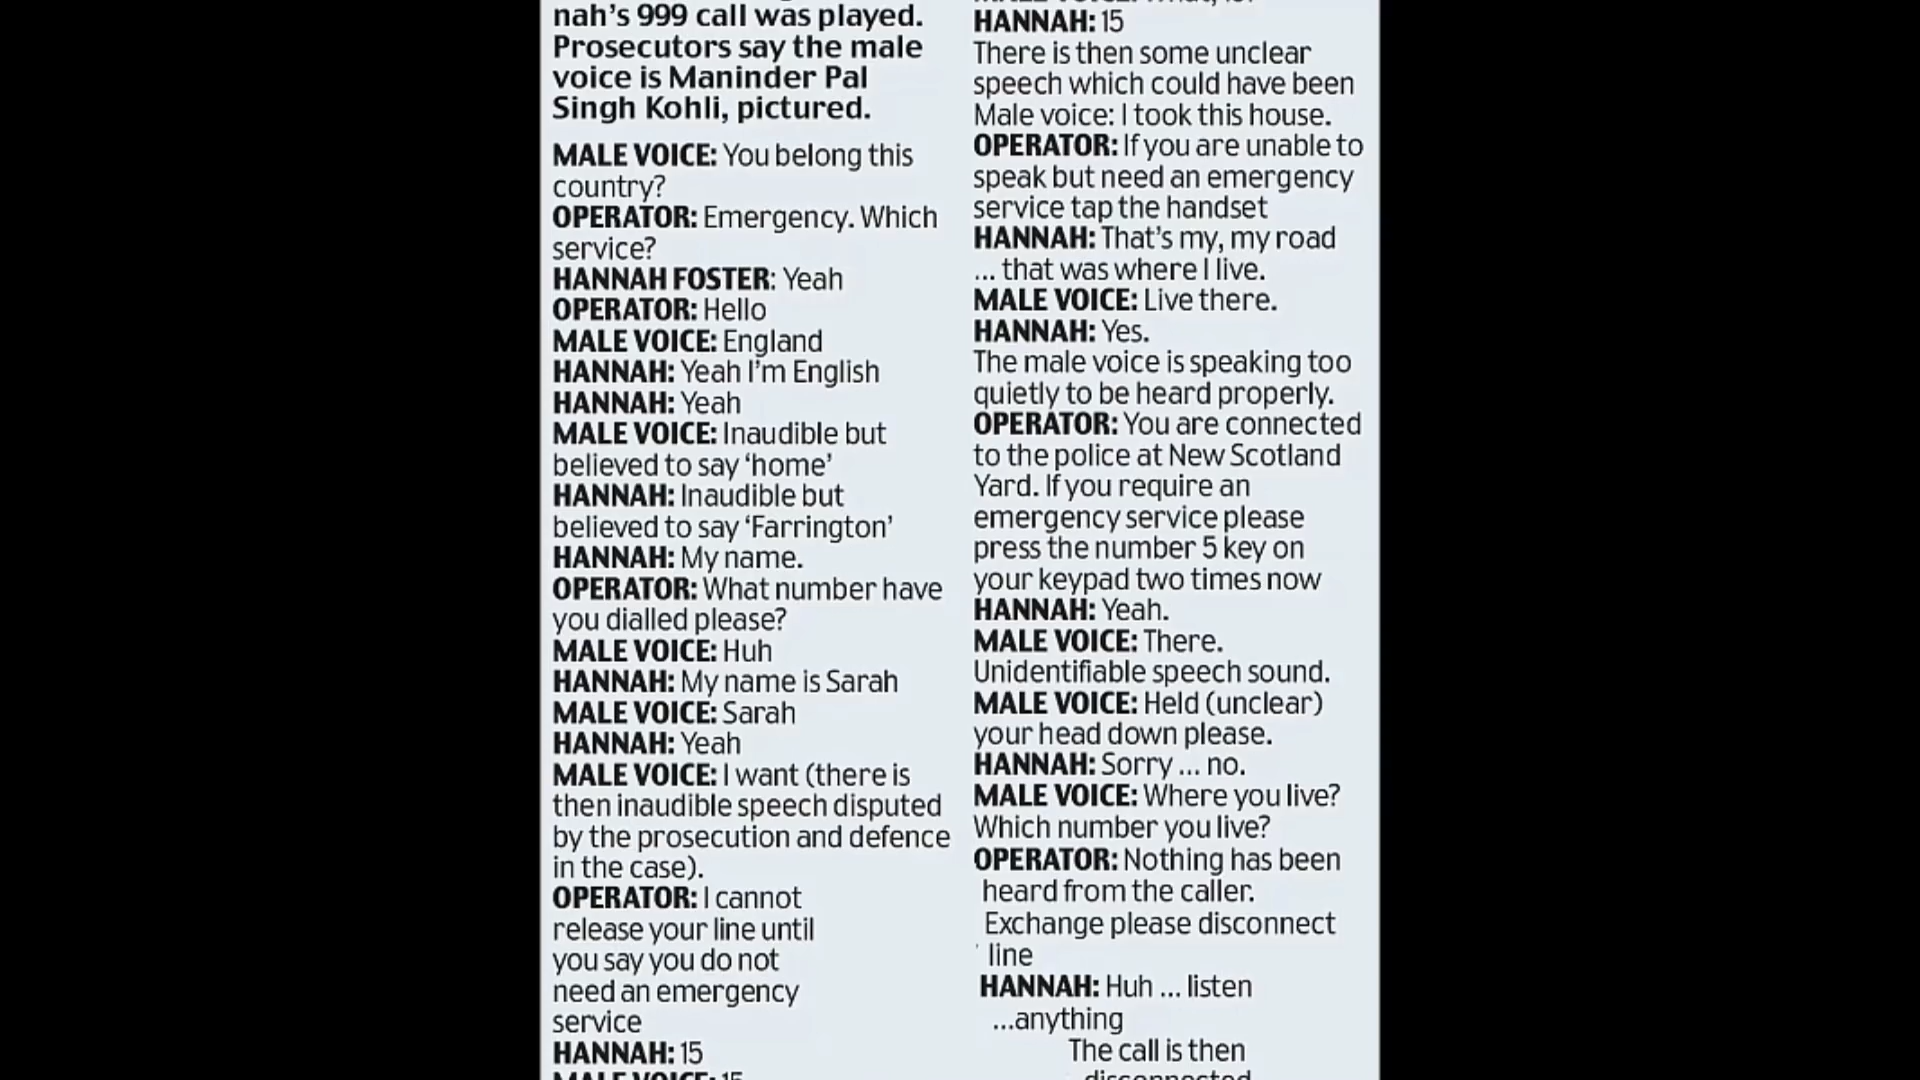 nah's 999 call was played.
Prosecutors say the male
voice is Maninder Pal
Singh Kohli, pictured.
MALE VOICE: You belong this
country?
OPERATOR: Emergency. Which
service?
HANNAH FOSTER: Yeah
OPERATOR: Hello
MALE VOICE: England
HANNAH: Yeah I'm English
HANNAH: Yeah
MALE VOICE: Inaudible but
believed to say ‘home’
HANNAH: Inaudible but
believed to say ‘Farrington’
HANNAH: My name.
OPERATOR: What number have
you dialled please?
MALE VOICE: Huh
HANNAH: My name is Sarah
MALE VOICE: Sarah
HANNAH: Yeah
MALE VOICE: I want (there is
then inaudible speech disputed
by the prosecution and defence
in the case).
OPERATOR: I cannot
release your line until
you say you do not
need an emergency
service
HANNAH: 15
MALE VOICE: 15
HANNAH: 15
There is then some unclear
speech which could have been
Male voice: I took this house.
OPERATOR: If you are unable to
speak but need an emergency
service tap the handset
HANNAH: That's my, my road
... that was where I live.
MALE VOICE: Live there.
HANNAH: Yes.
The male voice is speaking too
quietly to be heard properly.
OPERATOR: You are connected
to the police at New Scotland
Yard. If you require an
emergency service please
press the number 5 key on
your keypad two times now
HANNAH: Yeah.
MALE VOICE: There.
Unidentifiable speech sound.
MALE VOICE: Held (unclear)
your head down please.
HANNAH: Sorry ... no.
MALE VOICE: Where you live?
Which number you live?
OPERATOR: Nothing has been
heard from the caller.
Exchange please disconnect
line
HANNAH: Huh ... listen
...anything
The call is then
disconnected